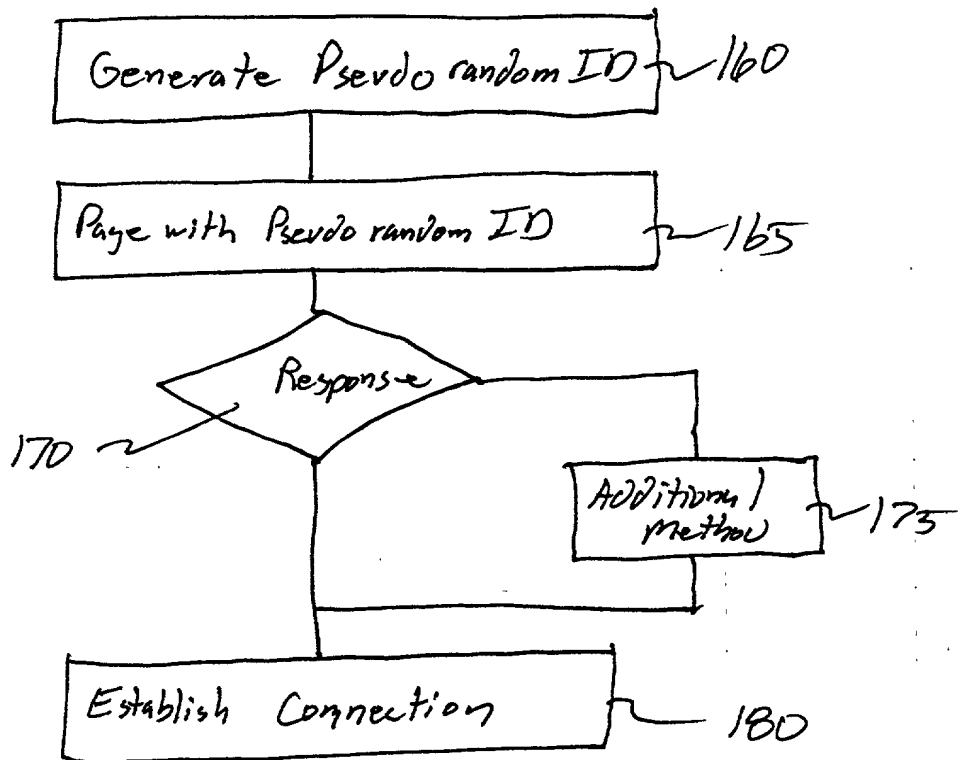 Generate Pseudo random ID 160
Page with Pseudo random ID 165
Response
170
Additional
Method 175
Establish Connection 180